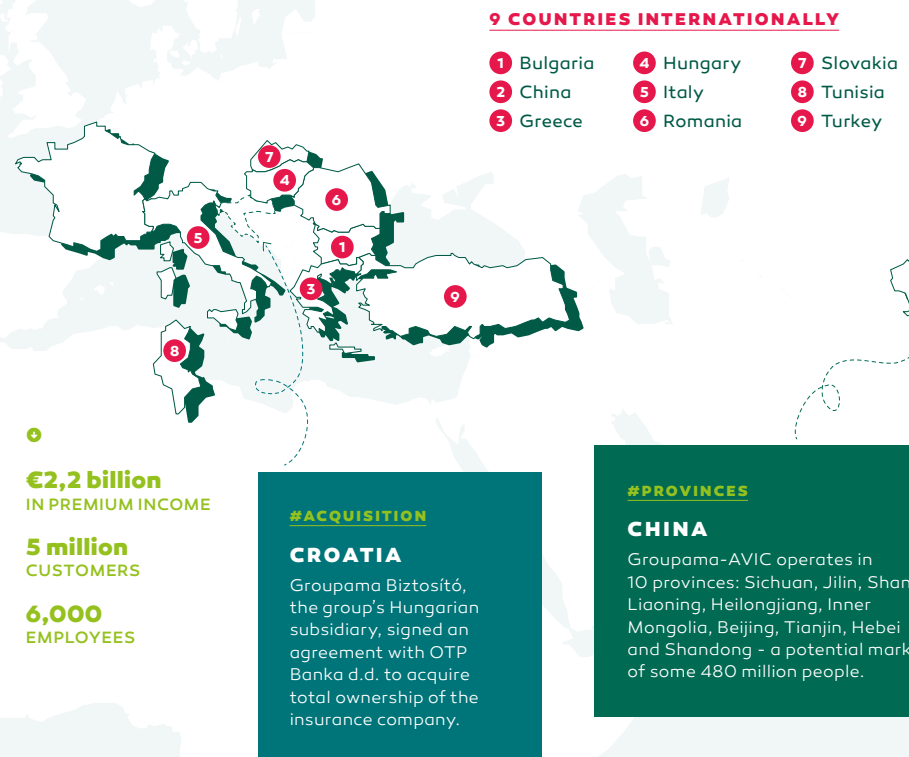 9 COUNTRIES INTERNATIONALLY
1 Bulgaria
2 China
3 Greece
4 Hungary
5 Italy
6 Romania
7 Slovakia
8 Tunisia
9 Turkey
7
4
6
5
1
3
9
8
€2,2 billion
IN PREMIUM INCOME
5 million
CUSTOMERS
6,000
EMPLOYEES
#ACQUISITION
CROATIA
Groupama Biztosító,
the group's Hungarian
subsidiary, signed an
agreement with OTP
Banka d.d. to acquire
total ownership of the
insurance company.
#PROVINCES
CHINA
Groupama-AVIC operates in
10 provinces: Sichuan, Jilin,
Liaoning, Heilongjiang, Inner
Mongolia, Beijing, Tianjin, Hebei
and Shandong - a potential
of some 480 million people.